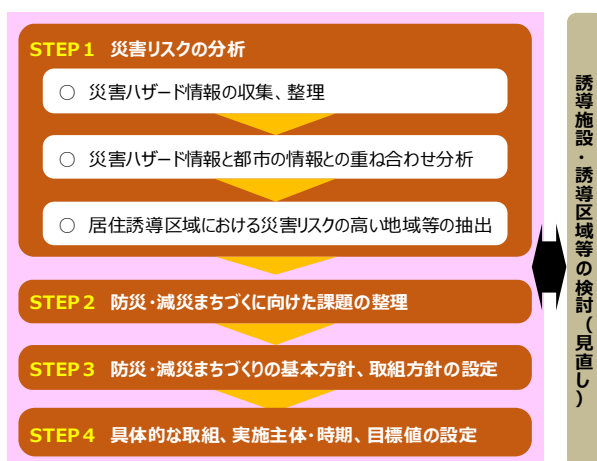 STEP１ 災害リスクの分析
○ 災害ハザード情報の収集、整理
○ 災害ハザード情報と都市の情報との重ね合わせ分析
○ 居住誘導区域における災害リスクの高い地域等の抽出
STEP２ 防災・減災まちづくに向けた課題の整理
STEP３ 防災・減災まちづくりの基本方針、取組方針の設定
STEP４ 具体的な取組、実施主体・時期、目標値の設定
誘導施設・誘導区域等の検討（見直し）